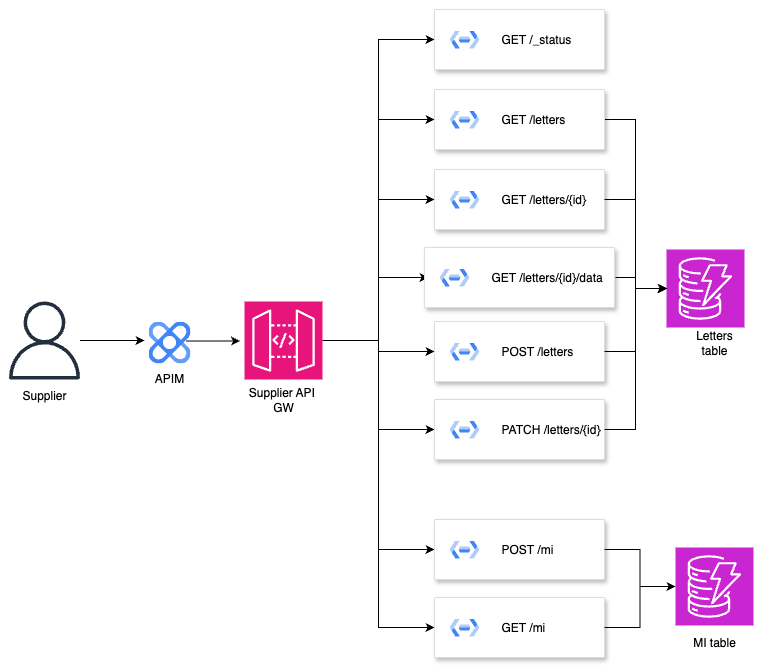 GET /_status
GET /letters
GET /letters/{id}
GET /letters/{id}/data
Letters
table
POST /letters
Supplier
APIM
Supplier API
GW
PATCH /letters/{id}
POST /mi
GET /mi
MI table